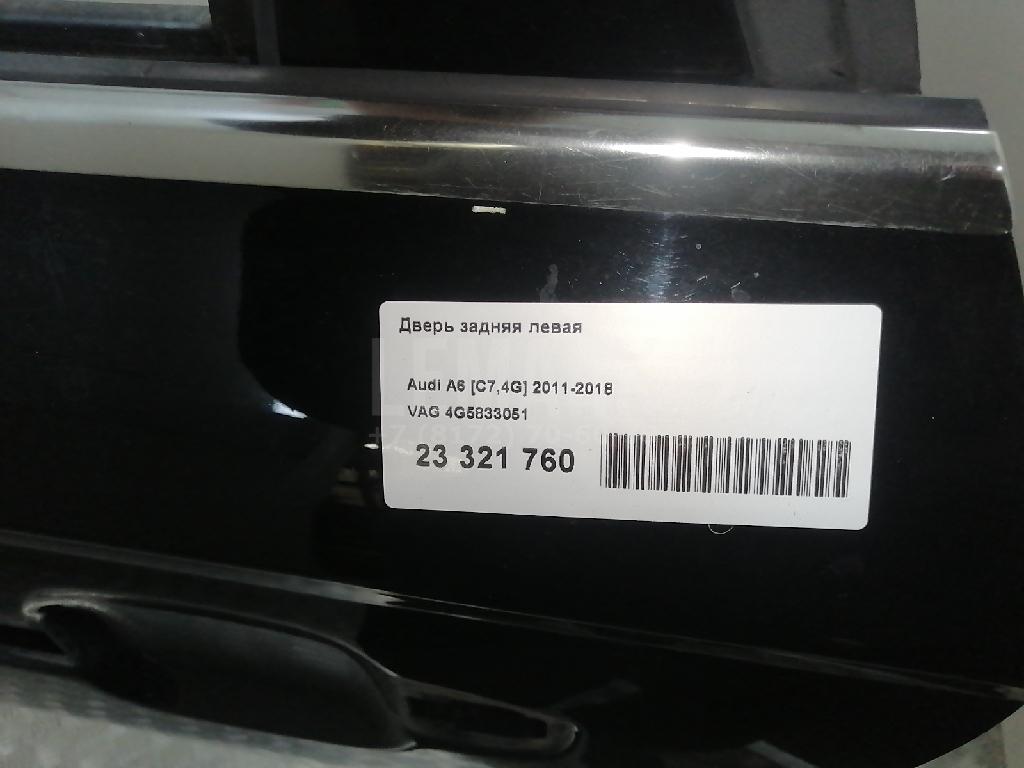 Дверь задняя левая
Audi A6 [C7,4G] 2011-2018
VAG 4G5833051
23 321 760